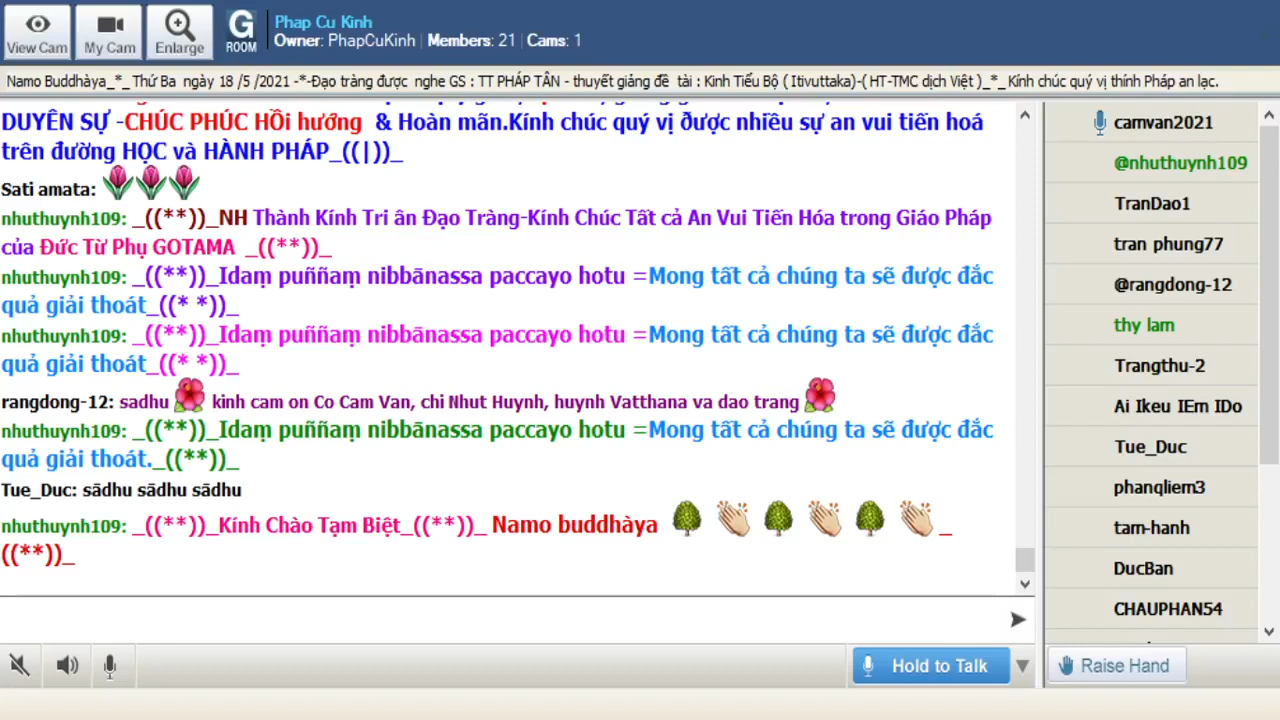 Phap Cu Kinh
Owner: PhapCuKinh | Members: 21 | Cams: 1
View Cam
My Cam
Enlarge
G
ROOM
Namo Buddhàya_*_ Thứ Ba ngày 18 /5 /2021 -*-Đạo tràng được nghe GS : TT PHÁP TÂN - thuyết giảng đề tài : Kinh Tiểu Bộ ( Itivuttaka)-( HT-TMC dịch Việt )_*_ Kính chúc quý vị thính Pháp an lạc.
DUYÊN SỰ -CHÚC PHÚC HỒi hướng & Hoàn mãn.Kính chúc quý vị được nhiều sự an vui tiến hoá
trên đường HỌC và HÀNH PHÁP_((|))_
Sati amata:
nhuthuynh109: _((**))_NH Thành Kính Tri ân Đạo Tràng-Kính Chúc Tất cả An Vui Tiến Hóa trong Giáo Pháp
của Đức Từ Phụ GOTAMA _((**))_
nhuthuynh109: _((**))_Idaṃ puññaṃ nibbānassa paccayo hotu =Mong tất cả chúng ta sẽ được đắc
quả giải thoát_((* *))_
nhuthuynh109: _((**))_Idaṃ puññaṃ nibbānassa paccayo hotu =Mong tất cả chúng ta sẽ được đắc
quả giải thoát_((* *))_
rangdong-12: sadhu kinh cam on Co Cam Van, chi Nhut Huynh, huynh Vatthana va dao trang
nhuthuynh109: _((**))_Idaṃ puññaṃ nibbānassa paccayo hotu =Mong tất cả chúng ta sẽ được đắc
quả giải thoát._((**))_
Tue_Duc: sādhu sādhu sādhu
nhuthuynh109: _((**))_Kính Chào Tạm Biệt_((**))_ Namo buddhàya _
((**))_
camvan2021
@nhuthuynh109
TranDao1
tran phung77
@rangdong-12
thy lam
Trangthu-2
Ai Ikeu IEm IDo
Tue_Duc
phanqliem3
tam-hanh
DucBan
CHAUPHAN54
Hold to Talk
Raise Hand